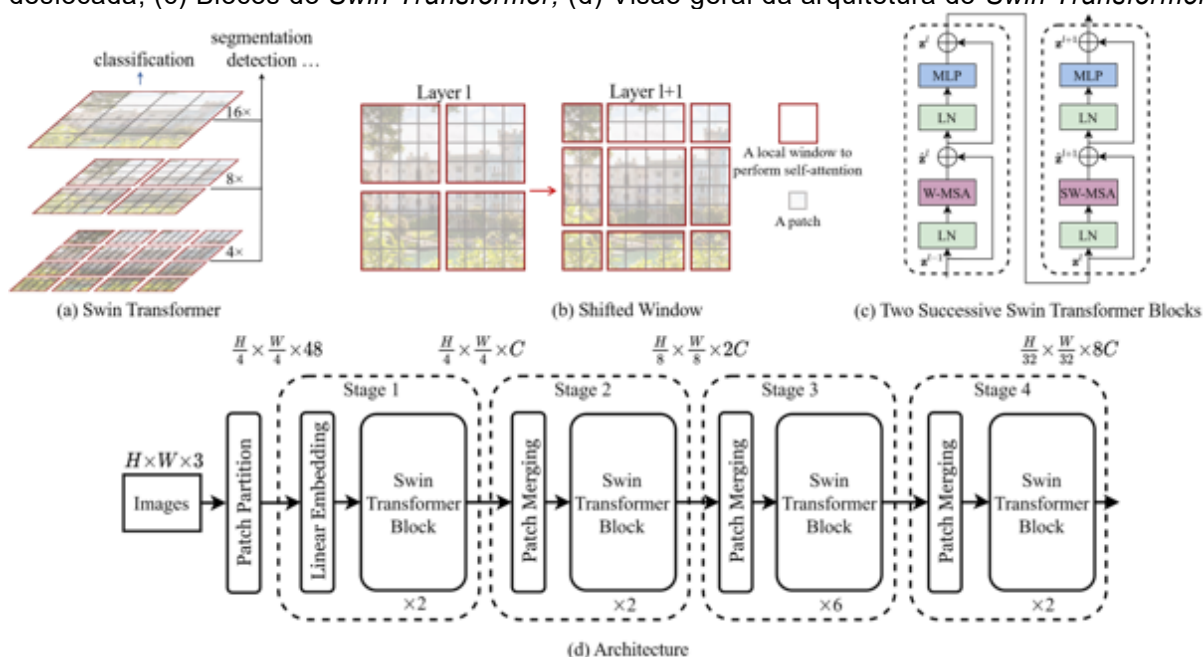 deslocada; (c) Blocos do Swin Transformer; (d) Visão geral da arquitetura do Swin Transformer
segmentation
classification detection ...
16×
8×
4×
(a) Swin Transformer
Layer l
Layer l+1
A local window to
perform self-attention
A patch
(b) Shifted Window
z^l
MLP
LN
ẑ^l
W-MSA
LN
z^{l-1}
z^{l+1}
MLP
LN
ẑ^{l+1}
SW-MSA
LN
z^l
(c) Two Successive Swin Transformer Blocks
H/4 × W/4 × 48
H/4 × W/4 × C
H/8 × W/8 × 2C
H/32 × W/32 × 8C
Stage 1
Stage 2
Stage 3
Stage 4
H×W×3
Images
Patch Partition
Linear Embedding
Swin
Transformer
Block
×2
Patch Merging
Swin
Transformer
Block
×2
Patch Merging
Swin
Transformer
Block
×6
Patch Merging
Swin
Transformer
Block
×2
(d) Architecture